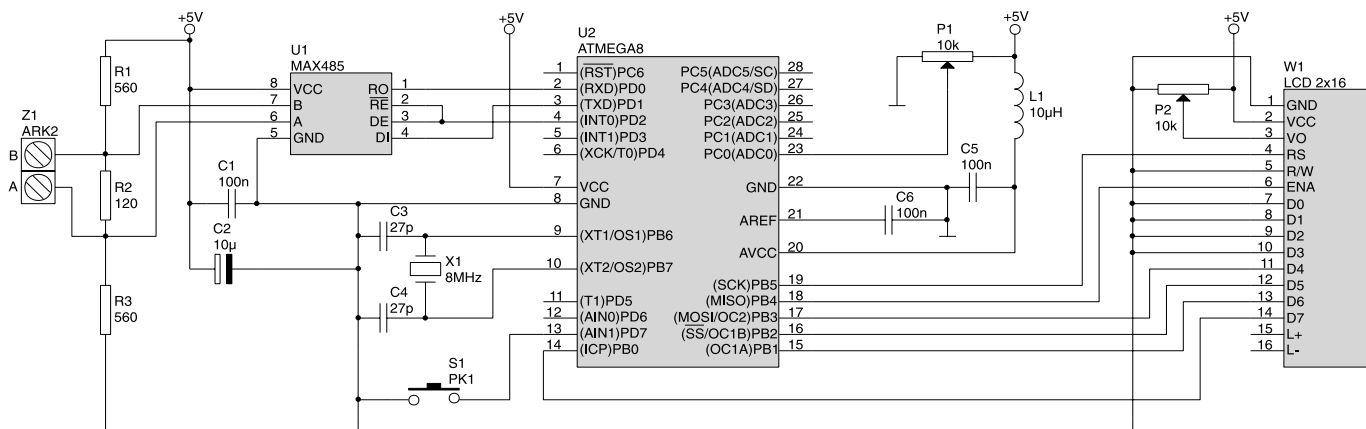 +5V
R1
560
Z1
ARK2
B
A
R2
120
R3
560
C1
100n
C2
10µ
U1
MAX485
8 VCC RO 1
7 B RE 2
6 A DE 3
5 GND DI 4
+5V
C3
27p
X1
8MHz
C4
27p
S1
PK1
U2
ATMEGA8
1 (RST)PC6 PC5(ADC5/SC) 28
2 (RXD)PD0 PC4(ADC4/SD) 27
3 (TXD)PD1 PC3(ADC3) 26
4 (INT0)PD2 PC2(ADC2) 25
5 (INT1)PD3 PC1(ADC1) 24
6 (XCK/T0)PD4 PC0(ADC0) 23
7 VCC GND 22
8 GND
AREF 21
9 (XT1/OS1)PB6
10 (XT2/OS2)PB7 AVCC 20
(SCK)PB5 19
11 (T1)PD5 (MISO)PB4 18
12 (AIN0)PD6 (MOSI/OC2)PB3 17
13 (AIN1)PD7 (SS/OC1B)PB2 16
14 (ICP)PB0 (OC1A)PB1 15
P1
10k
+5V
L1
10µH
C5
100n
C6
100n
+5V
P2
10k
W1
LCD 2x16
1 GND
2 VCC
3 VO
4 RS
5 R/W
6 ENA
7 D0
8 D1
9 D2
10 D3
11 D4
12 D5
13 D6
14 D7
15 L+
16 L-